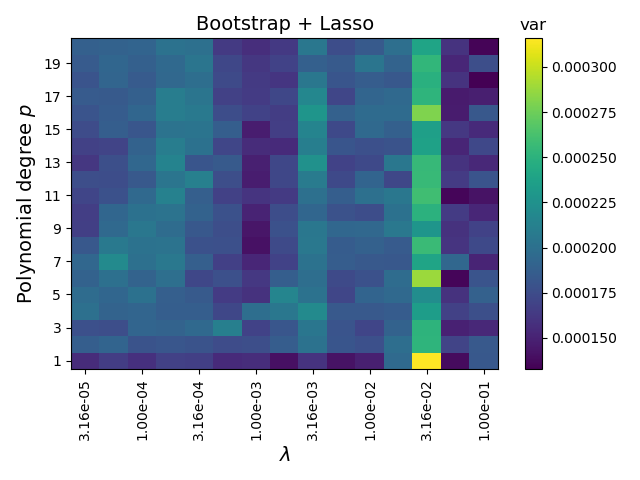 Bootstrap + Lasso
var
Polynomial degree p
19
17
15
13
11
9
7
5
3
1
3.16e-05
1.00e-04
3.16e-04
1.00e-03
3.16e-03
1.00e-02
3.16e-02
1.00e-01
λ
0.000300
0.000275
0.000250
0.000225
0.000200
0.000175
0.000150